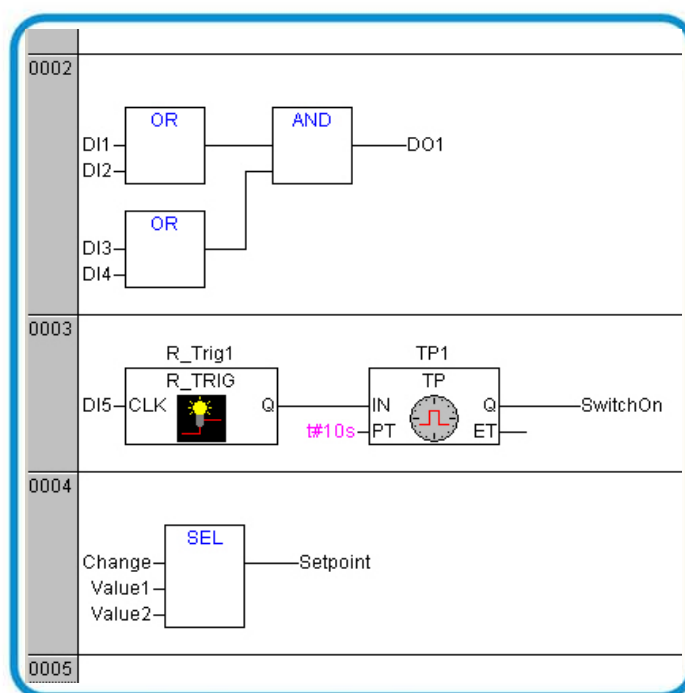 0002
OR
AND
DI1
DO1
DI2
OR
DI3
DI4
0003
R_Trig1
TP1
R_TRIG
TP
DI5
CLK
Q
IN
Q
SwitchOn
t#10s
PT
ET
0004
SEL
Change
Setpoint
Value1
Value2
0005